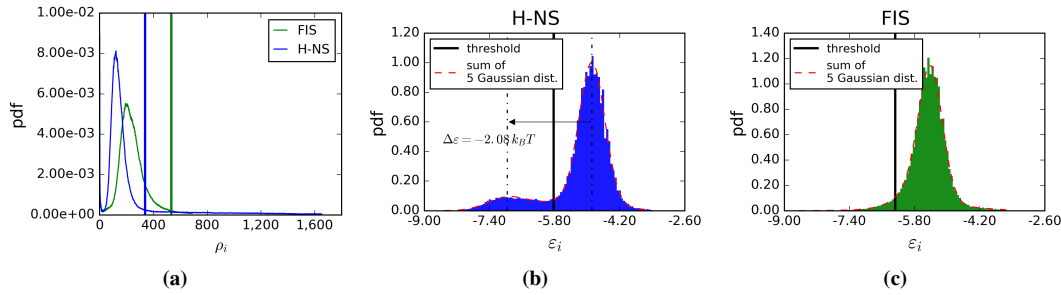 1.00e-02
8.00e-03
6.00e-03
4.00e-03
2.00e-03
0.00e+00
pdf
0 400 800 1,200 1,600
ρi
FIS
H-NS
(a)
H-NS
1.20
1.00
0.80
0.60
0.40
0.20
0.00
pdf
threshold
sum of
5 Gaussian dist.
Δε = −2.08 kBT
-9.00 -7.40 -5.80 -4.20 -2.60
εi
(b)
FIS
1.40
1.20
1.00
0.80
0.60
0.40
0.20
0.00
pdf
threshold
sum of
5 Gaussian dist.
-9.00 -7.40 -5.80 -4.20 -2.60
εi
(c)